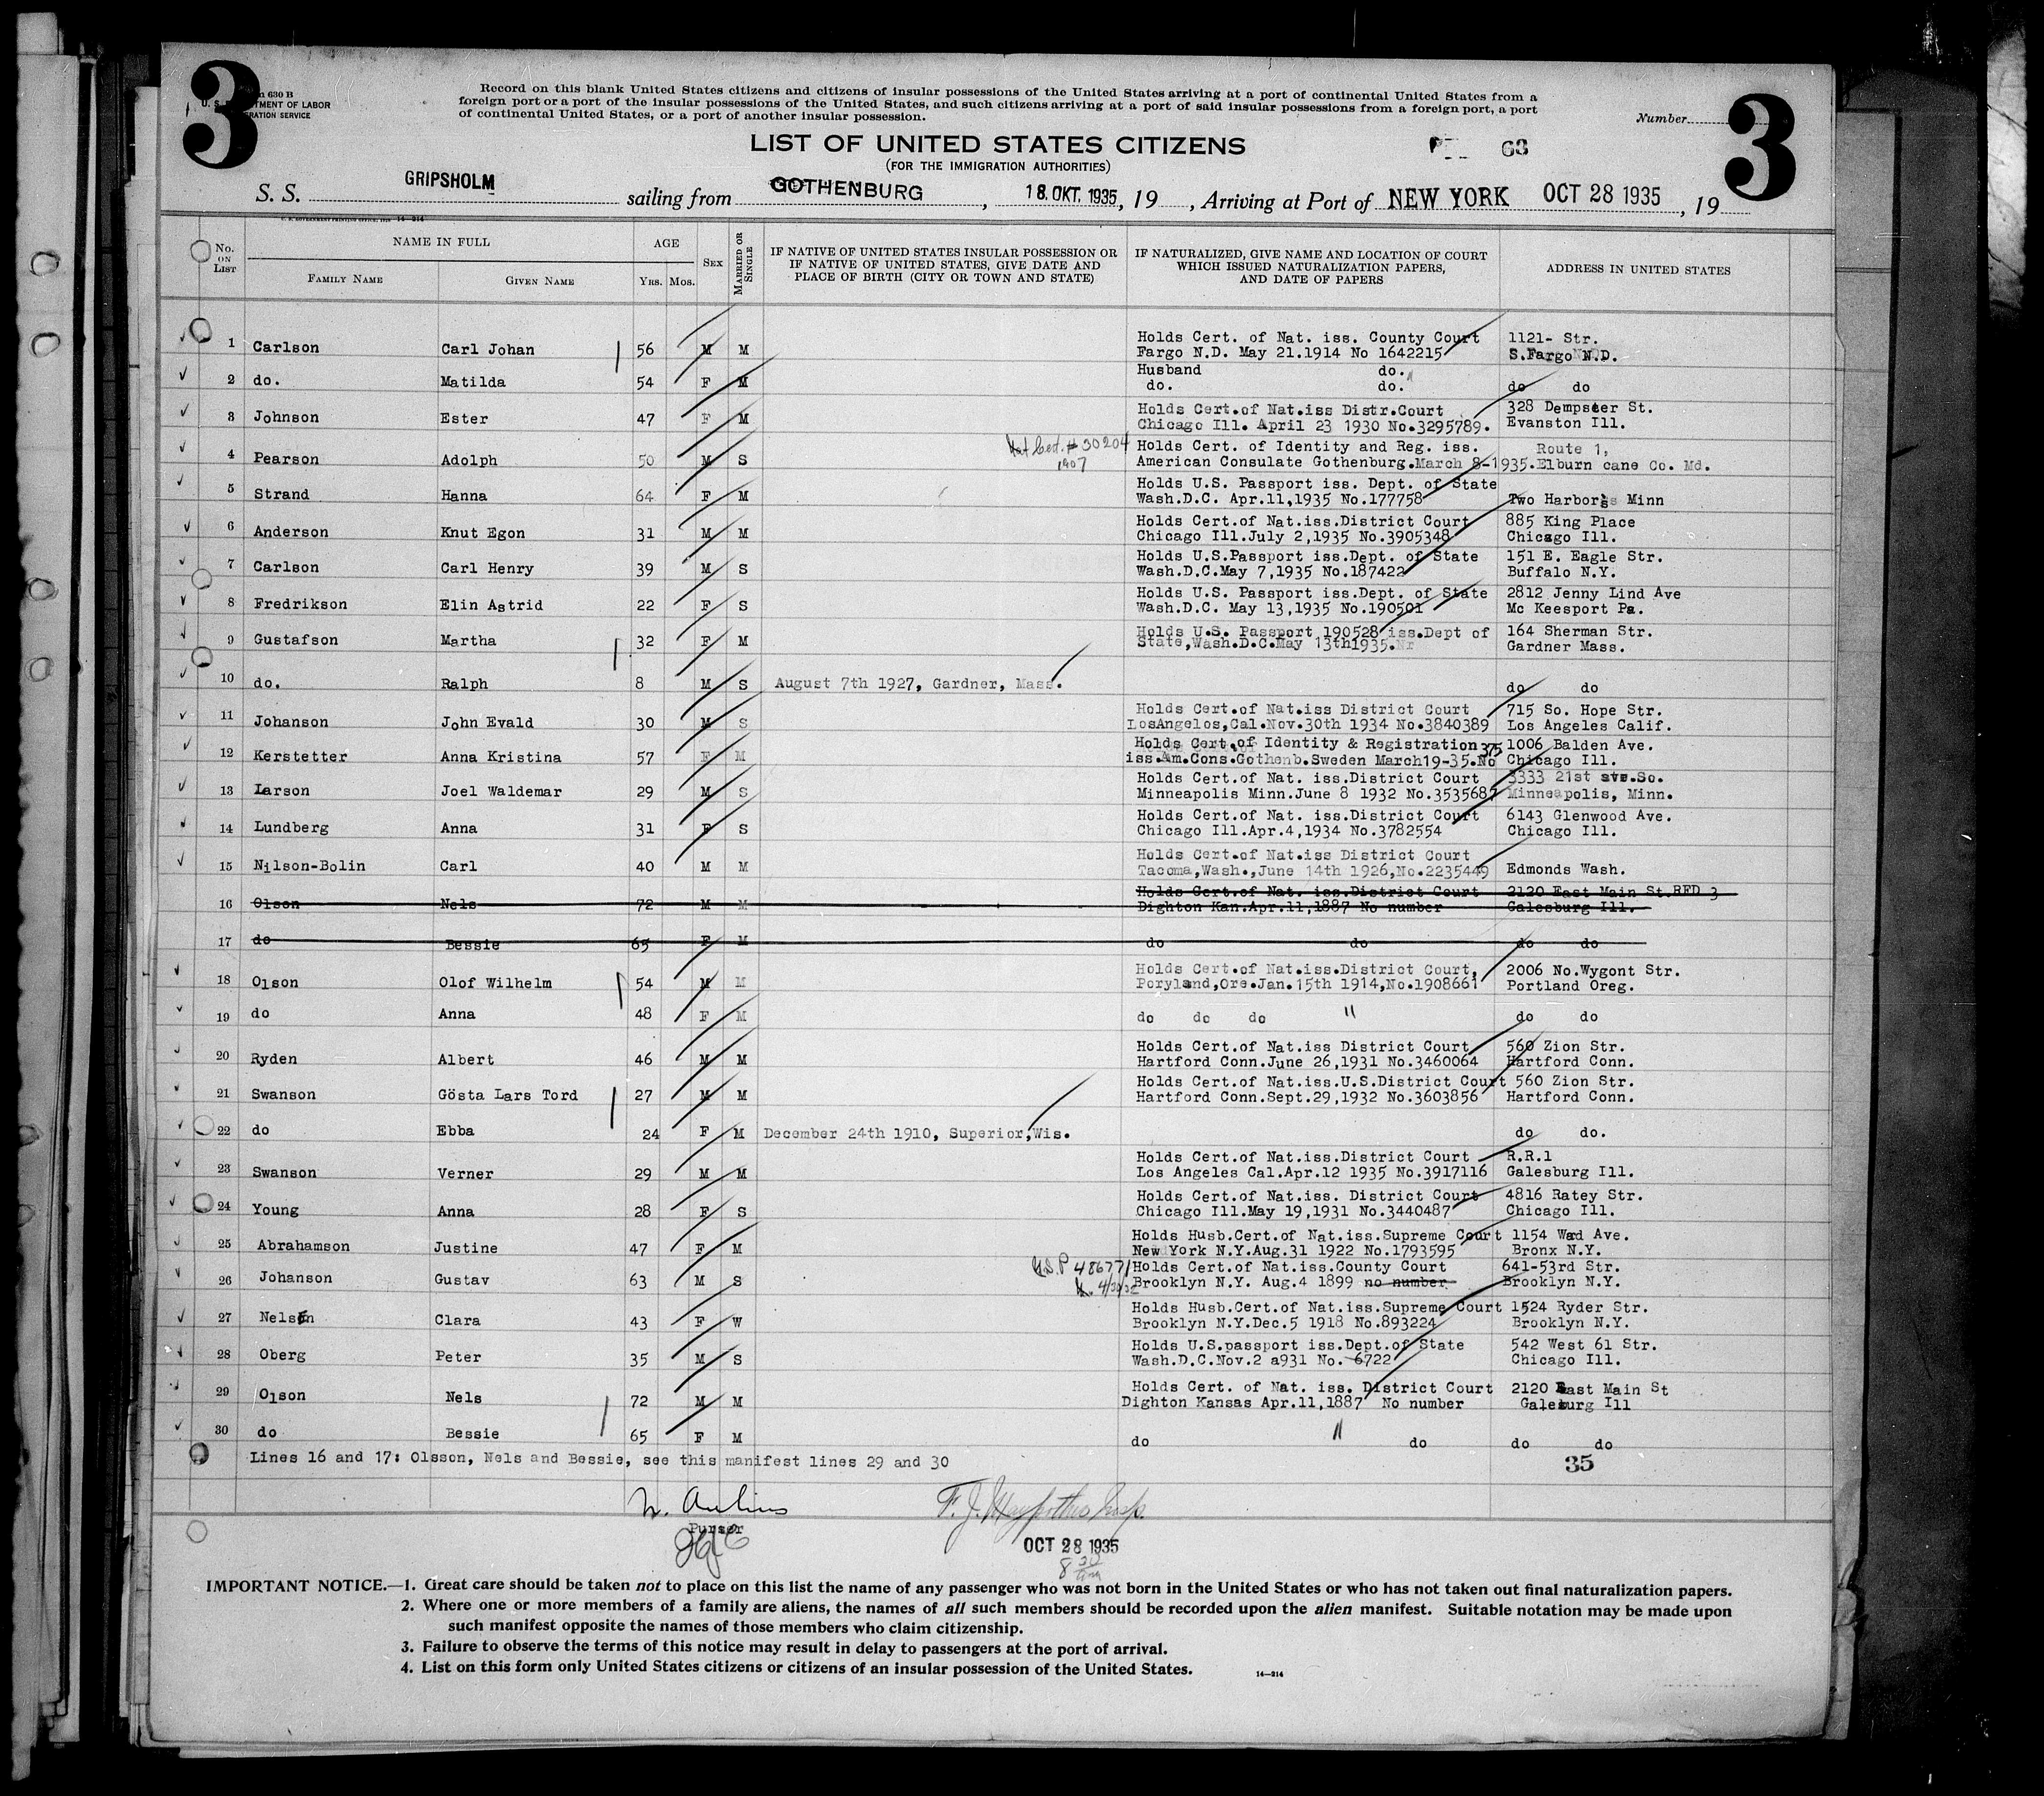 3
630 B
U. S. DEPARTMENT OF LABOR
IMMIGRATION SERVICE
Record on this blank United States citizens and citizens of insular possessions of the United States arriving at a port of continental United States from a
foreign port or a port of the insular possessions of the United States, and such citizens arriving at a port of said insular possessions from a foreign port, a port
of continental United States, or a port of another insular possession.
Number
3
LIST OF UNITED STATES CITIZENS
(FOR THE IMMIGRATION AUTHORITIES)
63
S. S. GRIPSHOLM sailing from GOTHENBURG, 18. OKT. 1935, 19 , Arriving at Port of NEW YORK OCT 28 1935, 19
14-214
No. ON LIST
NAME IN FULL
FAMILY NAME
GIVEN NAME
AGE
YRS. MOS.
SEX
MARRIED OR SINGLE
IF NATIVE OF UNITED STATES INSULAR POSSESSION OR
IF NATIVE OF UNITED STATES, GIVE DATE AND
PLACE OF BIRTH (CITY OR TOWN AND STATE)
IF NATURALIZED, GIVE NAME AND LOCATION OF COURT
WHICH ISSUED NATURALIZATION PAPERS,
AND DATE OF PAPERS
ADDRESS IN UNITED STATES
Holds Cert. of Nat. iss. County Court 1121- Str.
1 Carlson Carl Johan 56 M M Fargo N.D. May 21.1914 No 1642215 S.Fargo N.D.
Husband do.
2 do. Matilda 54 F M do. do. do do
Holds Cert.of Nat.iss Distr.Court 328 Dempster St.
3 Johnson Ester 47 F M Chicago Ill. April 23 1930 No.3295789. Evanston Ill.
Nat Cert. # 30204 Holds Cert. of Identity and Reg. iss. Route 1,
4 Pearson Adolph 50 M S 1907 American Consulate Gothenburg.March 8-1935.Elburn cane Co. Md.
Holds U.S. Passport iss. Dept. of State
5 Strand Hanna 64 F M Wash.D.C. Apr.11,1935 No.177758 Two Harbors Minn
Holds Cert.of Nat.iss.District Court 885 King Place
6 Anderson Knut Egon 31 M M Chicago Ill.July 2,1935 No.3905348 Chicago Ill.
Holds U.S.Passport iss.Dept. of State 151 E. Eagle Str.
7 Carlson Carl Henry 39 M S Wash.D.C.May 7,1935 No.187422 Buffalo N.Y.
Holds U.S. Passport iss.Dept. of State 2812 Jenny Lind Ave
8 Fredrikson Elin Astrid 22 F S Wash.D.C. May 13,1935 No.190501 Mc Keesport Pa.
Holds U.S. Passport 190528 iss.Dept of 164 Sherman Str.
9 Gustafson Martha 32 F M State,Wash.D.C.May 13th1935.Nr Gardner Mass.
10 do. Ralph 8 M S August 7th 1927, Gardner, Mass. do do
Holds Cert.of Nat.iss District Court 715 So. Hope Str.
11 Johanson John Evald 30 M S LosAngelos,Cal.Nov.30th 1934 No.3840389 Los Angeles Calif.
Holds Cert.of Identity & Registration 375 1006 Balden Ave.
12 Kerstetter Anna Kristina 57 F M iss.Am.Cons.Gothenb.Sweden March19-35.No Chicago Ill.
Holds Cert.of Nat. iss.District Court 3333 21st ave.So.
13 Larson Joel Waldemar 29 M S Minneapolis Minn.June 8 1932 No.3535687 Minneapolis, Minn.
Holds Cert.of Nat. iss.District Court 6143 Glenwood Ave.
14 Lundberg Anna 31 F S Chicago Ill.Apr.4,1934 No.3782554 Chicago Ill.
Holds Cert.of Nat.iss District Court
15 Nilson-Bolin Carl 40 M M Tacoma,Wash.,June 14th 1926,No.2235449 Edmonds Wash.
Holds Cert.of Nat. iss.District Court 2120 East Main St.RFD 3
16 Olson Nels 72 M M Dighton Kan.Apr.11,1887 No number Galesburg Ill.
17 do Bessie 65 F M do do do do
Holds Cert.of Nat.iss.District Court, 2006 No.Wygont Str.
18 Olson Olof Wilhelm 54 M M Poryland,Ore.Jan.15th 1914,No.1908661 Portland Oreg.
19 do Anna 48 F M do do do " do do
Holds Cert.of Nat.iss District Court 560 Zion Str.
20 Ryden Albert 46 M M Hartford Conn.June 26,1931 No.3460064 Hartford Conn.
Holds Cert.of Nat.iss.U.S.District Court 560 Zion Str.
21 Swanson Gösta Lars Tord 27 M M Hartford Conn.Sept.29,1932 No.3603856 Hartford Conn.
22 do Ebba 24 F M December 24th 1910, Superior,Wis. do do.
Holds Cert.of Nat.iss.District Court R.R.1
23 Swanson Verner 29 M M Los Angeles Cal.Apr.12 1935 No.3917116 Galesburg Ill.
Holds Cert.of Nat.iss. District Court 4816 Ratey Str.
24 Young Anna 28 F S Chicago Ill.May 19,1931 No.3440487 Chicago Ill.
Holds Husb.Cert.of Nat.iss.Supreme Court 1154 Wad Ave.
25 Abrahamson Justine 47 F M New York N.Y.Aug.31 1922 No.1793595 Bronx N.Y.
U.S.P 486771 Holds Cert.of Nat.iss.County Court 641-53rd Str.
26 Johanson Gustav 63 M S Brooklyn N.Y. Aug.4 1899 no number Brooklyn N.Y.
Holds Husb.Cert.of Nat.iss.Supreme Court 1524 Ryder Str.
27 Nelson Clara 43 F W Brooklyn N.Y.Dec.5 1918 No.893224 Brooklyn N.Y.
Holds U.S.passport iss.Dept.of State 542 West 61 Str.
28 Oberg Peter 35 M S Wash.D.C.Nov.2 a931 No. 6722 Chicago Ill.
Holds Cert. of Nat. iss. District Court 2120 East Main St
29 Olson Nels 72 M M Dighton Kansas Apr.11,1887 No number Galesburg Ill
30 do Bessie 65 F M do " do do do
Lines 16 and 17: Olsson, Nels and Bessie, see this manifest lines 29 and 30
35
Purser
OCT 28 1935
8 30
IMPORTANT NOTICE.—1. Great care should be taken not to place on this list the name of any passenger who was not born in the United States or who has not taken out final naturalization papers.
2. Where one or more members of a family are aliens, the names of all such members should be recorded upon the alien manifest. Suitable notation may be made upon
such manifest opposite the names of those members who claim citizenship.
3. Failure to observe the terms of this notice may result in delay to passengers at the port of arrival.
4. List on this form only United States citizens or citizens of an insular possession of the United States.
14-214